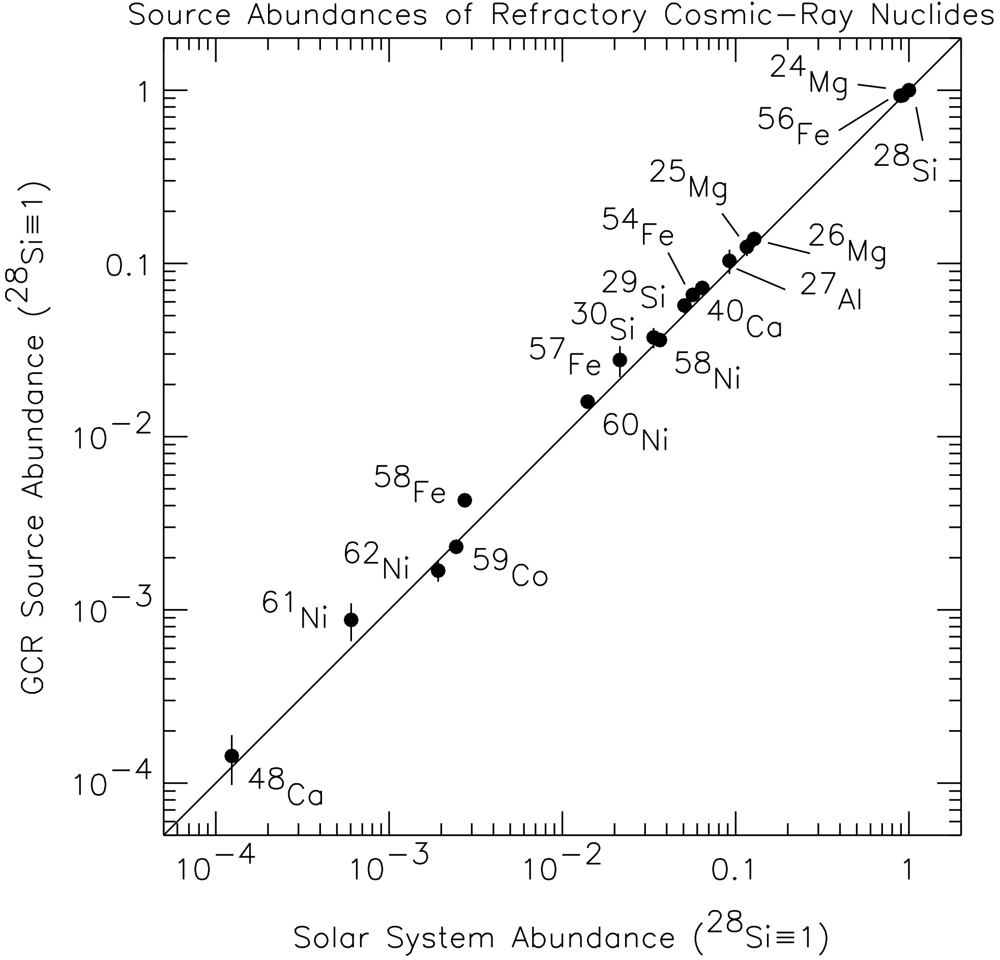 Source Abundances of Refractory Cosmic-Ray Nuclides
GCR Source Abundance (²⁸Si≡1)
1
0.1
10⁻²
10⁻³
10⁻⁴
²⁴Mg
⁵⁶Fe
²⁸Si
²⁵Mg
⁵⁴Fe
²⁶Mg
²⁹Si
²⁷Al
³⁰Si
⁴⁰Ca
⁵⁷Fe
⁵⁸Ni
⁶⁰Ni
⁵⁸Fe
⁶²Ni
⁵⁹Co
⁶¹Ni
⁴⁸Ca
10⁻⁴ 10⁻³ 10⁻² 0.1 1
Solar System Abundance (²⁸Si≡1)